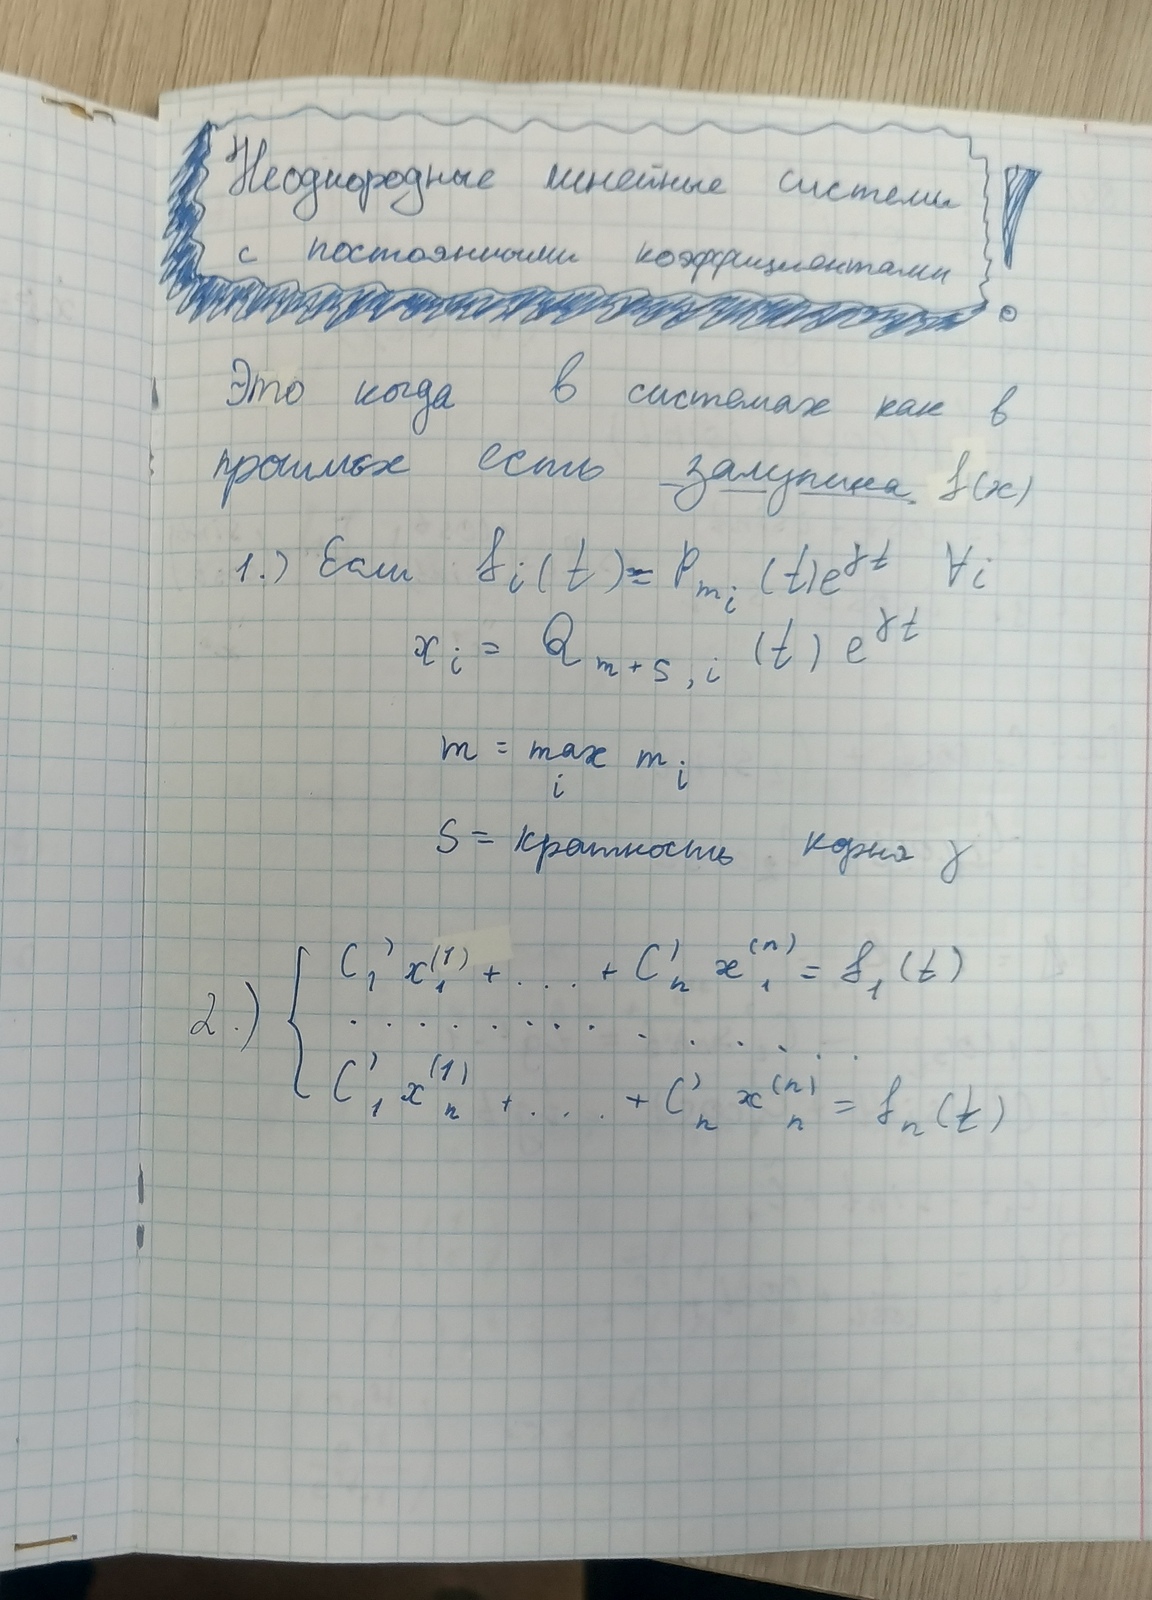 Неоднородные линейные системы
с постоянными коэффициентами !
Это когда в системах как в
прошлых есть залупика f(x)
1.) Если f_i(t) = P_{m_i}(t)e^{γt} ∀i
x_i = Q_{m+s,i}(t) e^{γt}
m = max_i m_i
S = кратность корня γ
2.) { C_1' x_1^{(1)} + ... + C_n' x_1^{(n)} = f_1(t)
. . . . . . . . . . . . . .
C_1' x_n^{(1)} + ... + C_n' x_n^{(n)} = f_n(t)